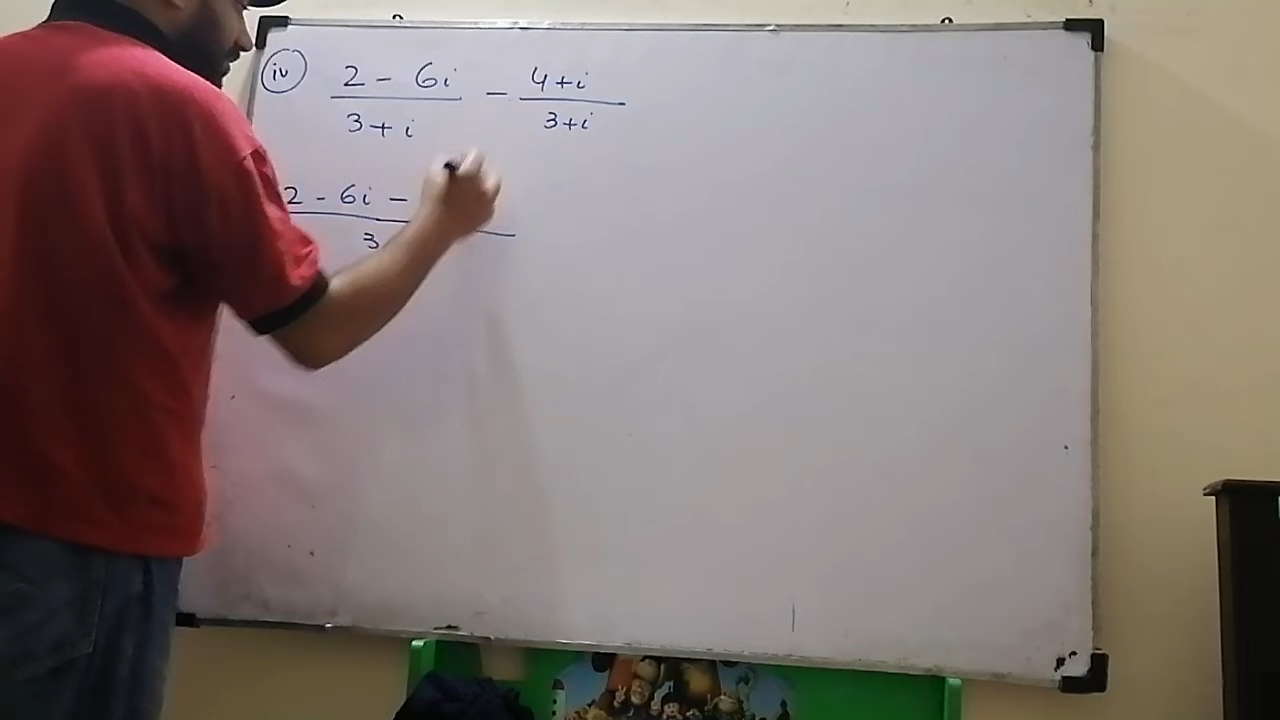 (iv) (2 - 6i)/(3 + i) - (4 + i)/(3 + i)
2 - 6i - / 3